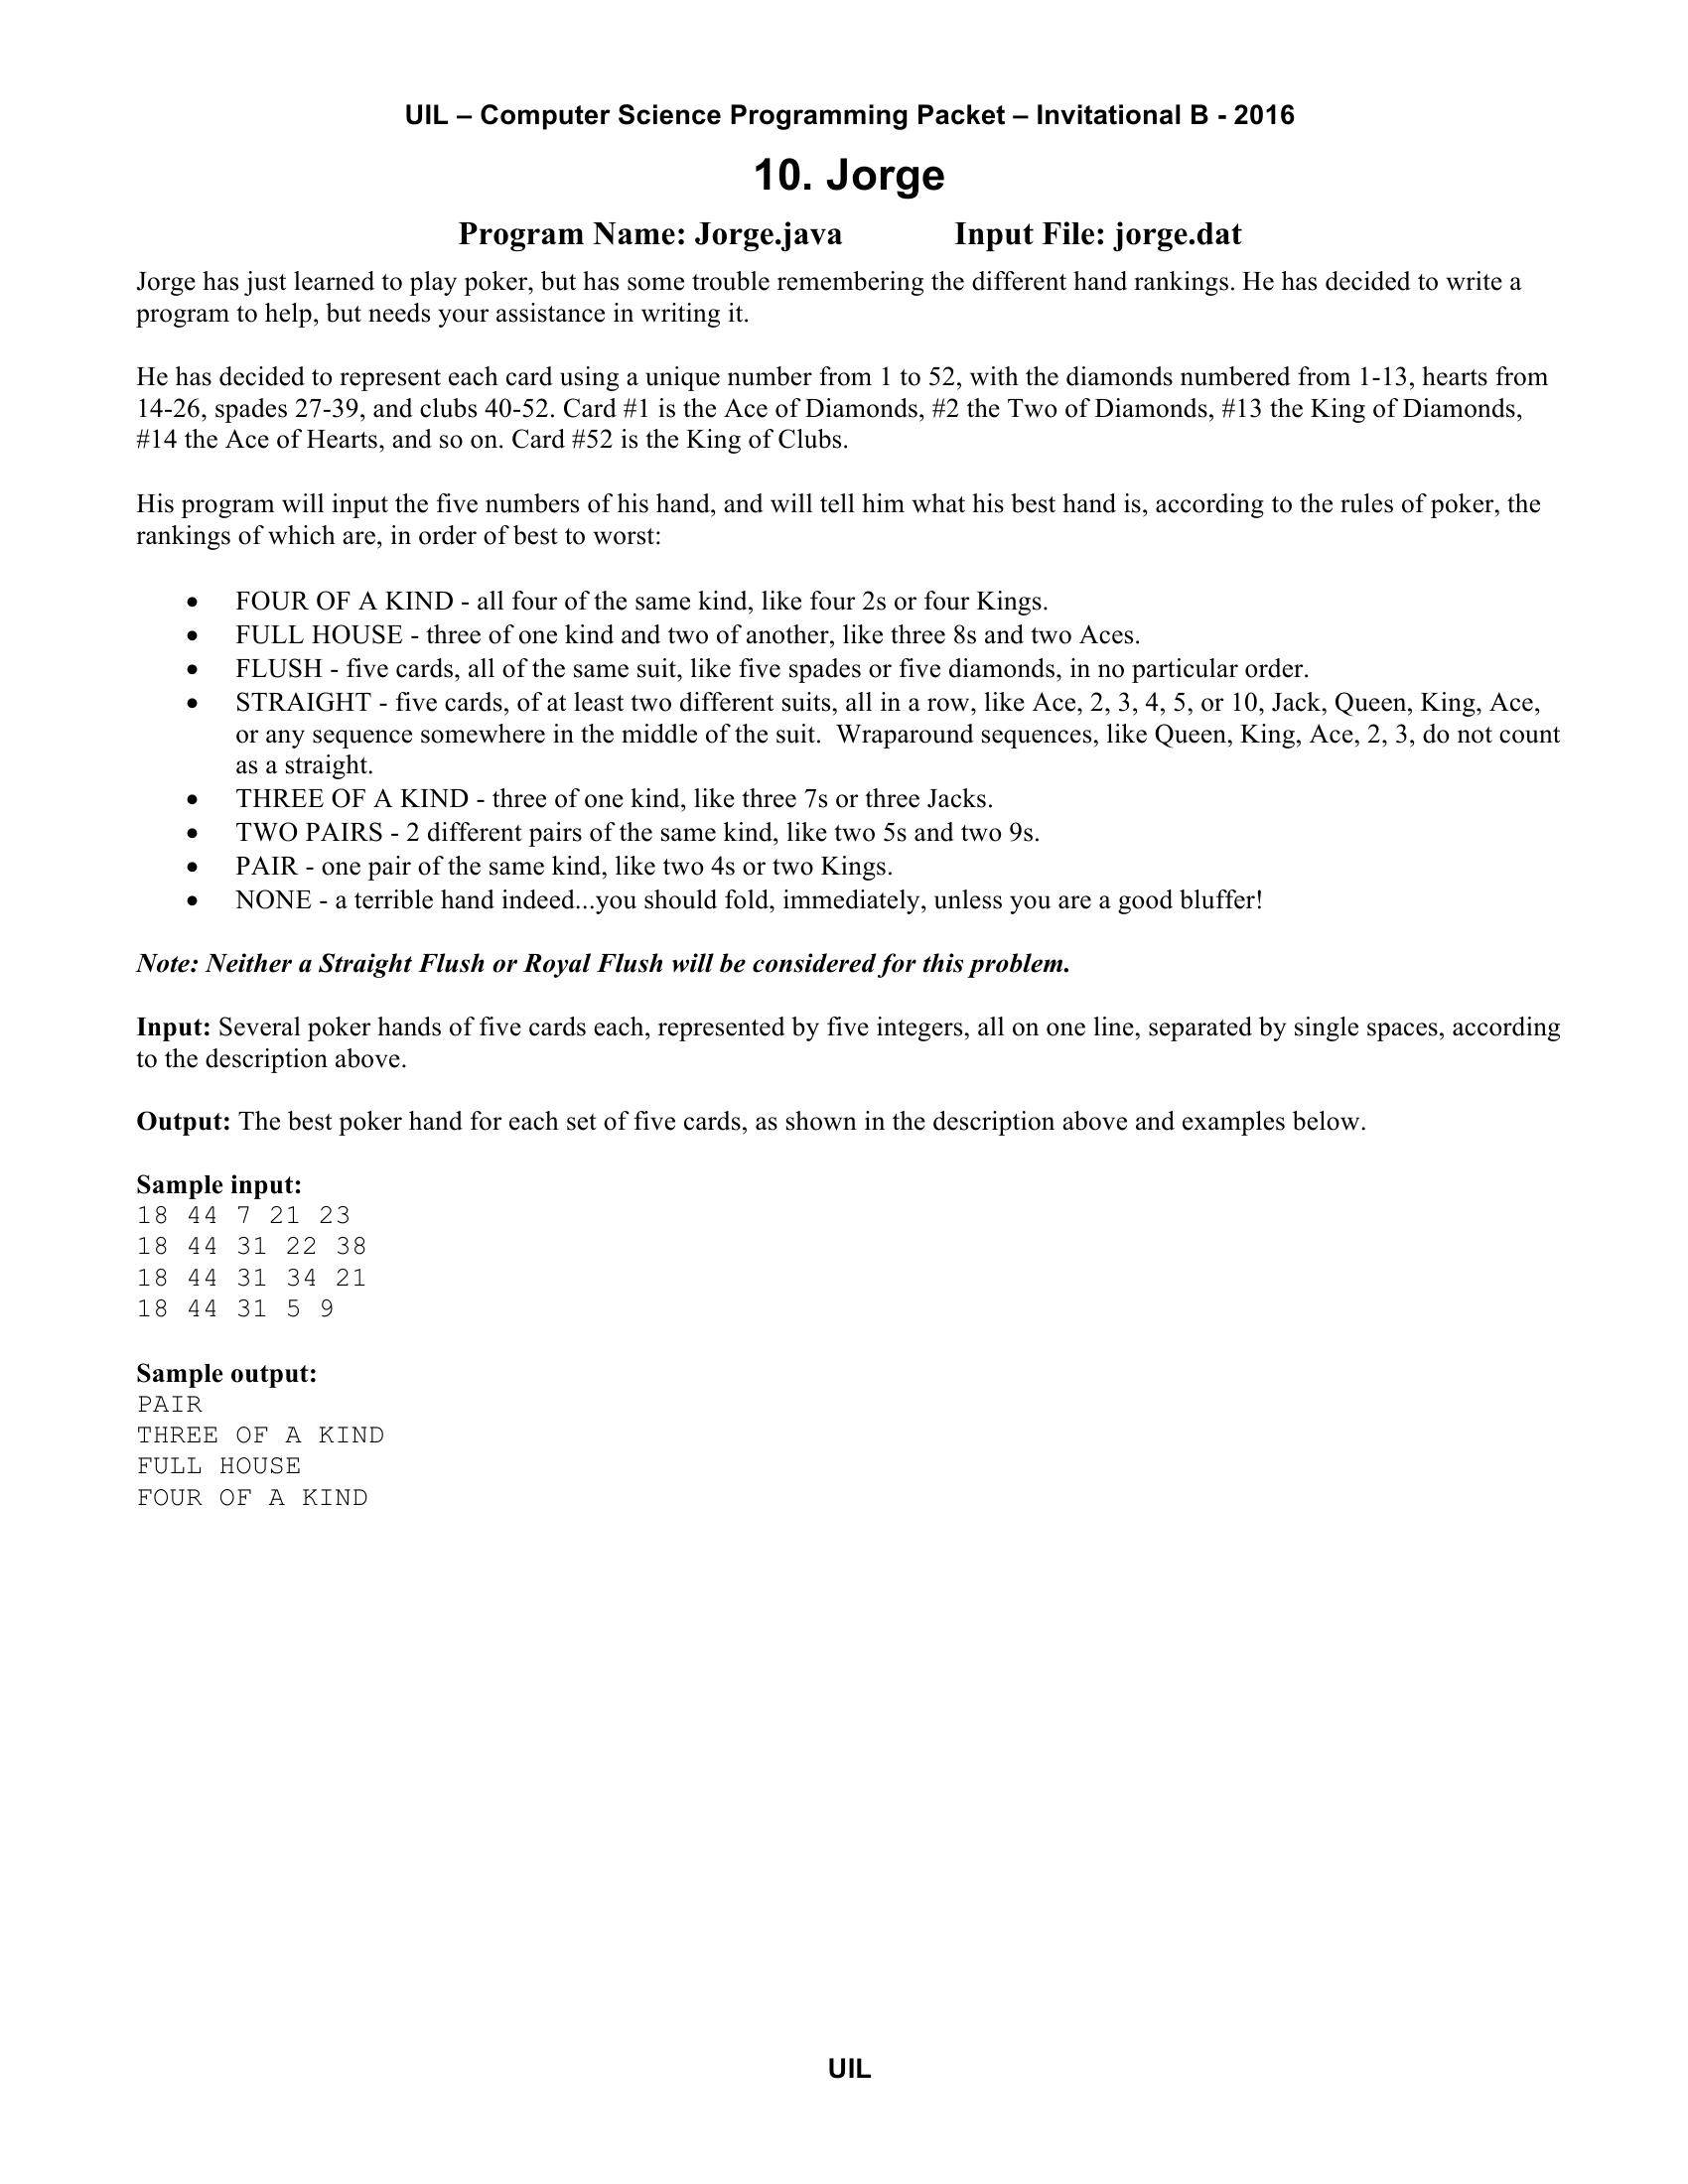 UIL – Computer Science Programming Packet – Invitational B - 2016
10. Jorge
Program Name: Jorge.java Input File: jorge.dat
Jorge has just learned to play poker, but has some trouble remembering the different hand rankings. He has decided to write a
program to help, but needs your assistance in writing it.
He has decided to represent each card using a unique number from 1 to 52, with the diamonds numbered from 1-13, hearts from
14-26, spades 27-39, and clubs 40-52. Card #1 is the Ace of Diamonds, #2 the Two of Diamonds, #13 the King of Diamonds,
#14 the Ace of Hearts, and so on. Card #52 is the King of Clubs.
His program will input the five numbers of his hand, and will tell him what his best hand is, according to the rules of poker, the
rankings of which are, in order of best to worst:
• FOUR OF A KIND - all four of the same kind, like four 2s or four Kings.
• FULL HOUSE - three of one kind and two of another, like three 8s and two Aces.
• FLUSH - five cards, all of the same suit, like five spades or five diamonds, in no particular order.
• STRAIGHT - five cards, of at least two different suits, all in a row, like Ace, 2, 3, 4, 5, or 10, Jack, Queen, King, Ace,
or any sequence somewhere in the middle of the suit. Wraparound sequences, like Queen, King, Ace, 2, 3, do not count
as a straight.
• THREE OF A KIND - three of one kind, like three 7s or three Jacks.
• TWO PAIRS - 2 different pairs of the same kind, like two 5s and two 9s.
• PAIR - one pair of the same kind, like two 4s or two Kings.
• NONE - a terrible hand indeed...you should fold, immediately, unless you are a good bluffer!
Note: Neither a Straight Flush or Royal Flush will be considered for this problem.
Input: Several poker hands of five cards each, represented by five integers, all on one line, separated by single spaces, according
to the description above.
Output: The best poker hand for each set of five cards, as shown in the description above and examples below.
Sample input:
18 44 7 21 23
18 44 31 22 38
18 44 31 34 21
18 44 31 5 9
Sample output:
PAIR
THREE OF A KIND
FULL HOUSE
FOUR OF A KIND
UIL